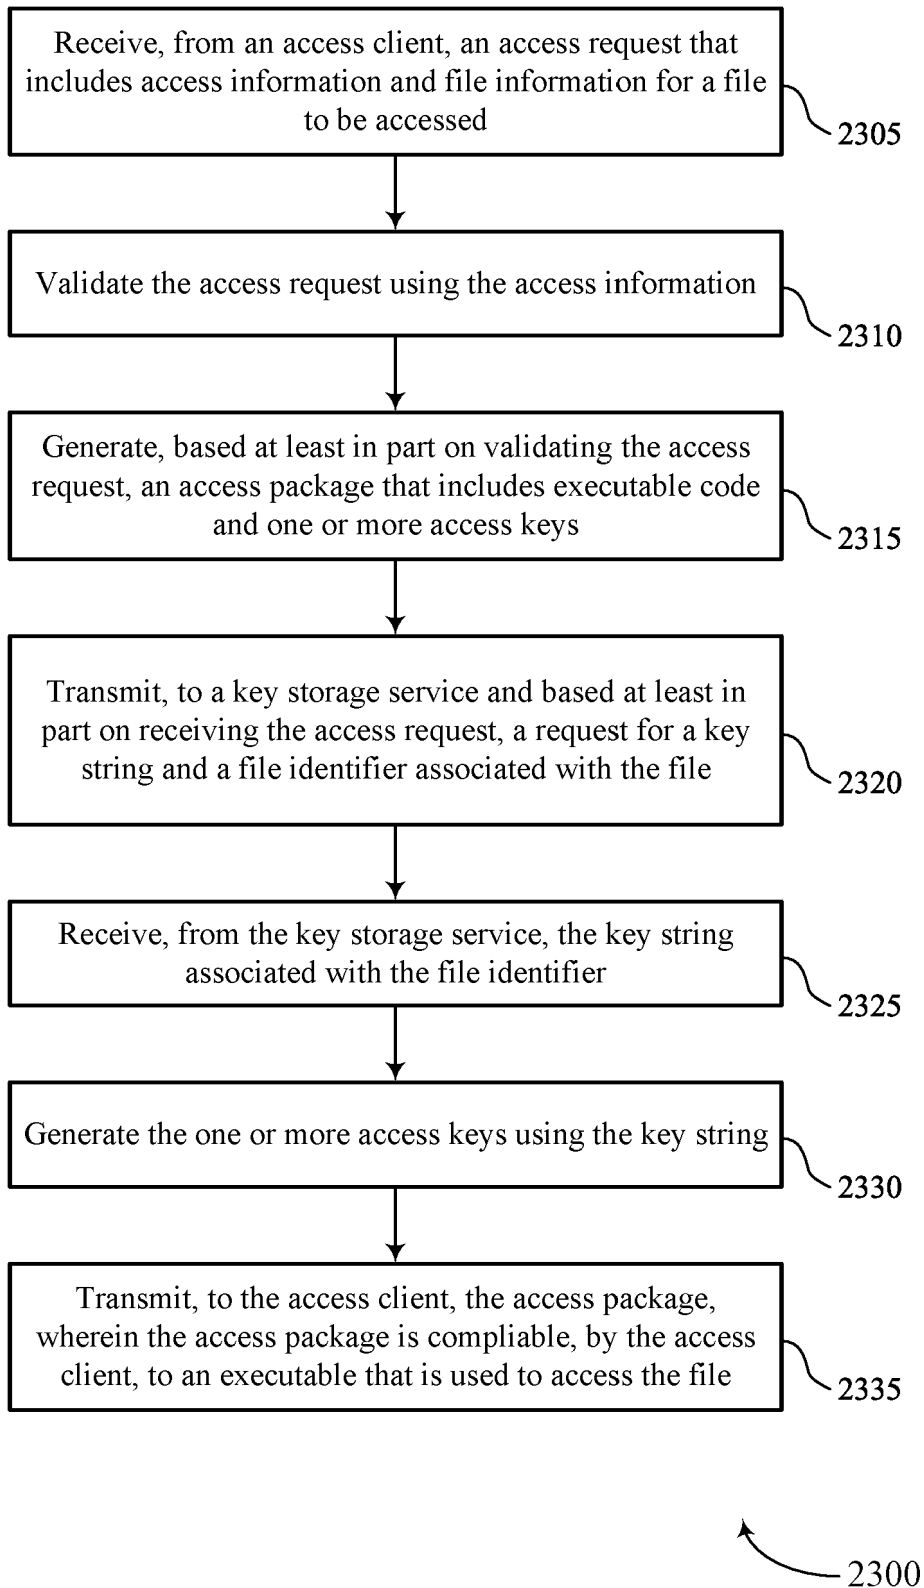 Receive, from an access client, an access request that
includes access information and file information for a file
to be accessed
2305
Validate the access request using the access information
2310
Generate, based at least in part on validating the access
request, an access package that includes executable code
and one or more access keys
2315
Transmit, to a key storage service and based at least in
part on receiving the access request, a request for a key
string and a file identifier associated with the file
2320
Receive, from the key storage service, the key string
associated with the file identifier
2325
Generate the one or more access keys using the key string
2330
Transmit, to the access client, the access package,
wherein the access package is compliable, by the access
client, to an executable that is used to access the file
2335
2300